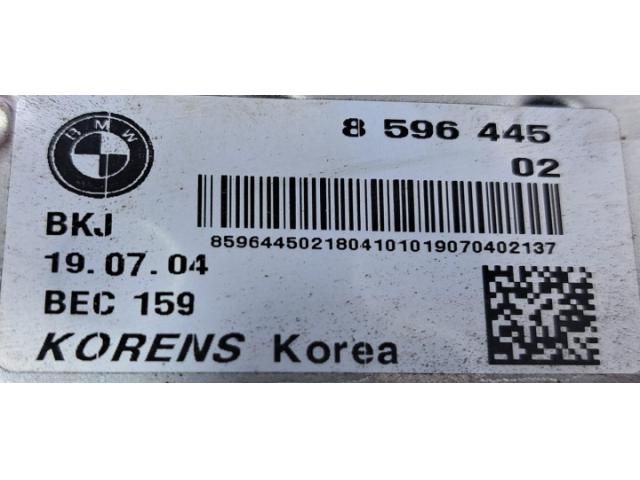 BMW
8 596 445
02
8596445021804101019070402137
BKJ
19.07.04
BEC 159
KORENS Korea